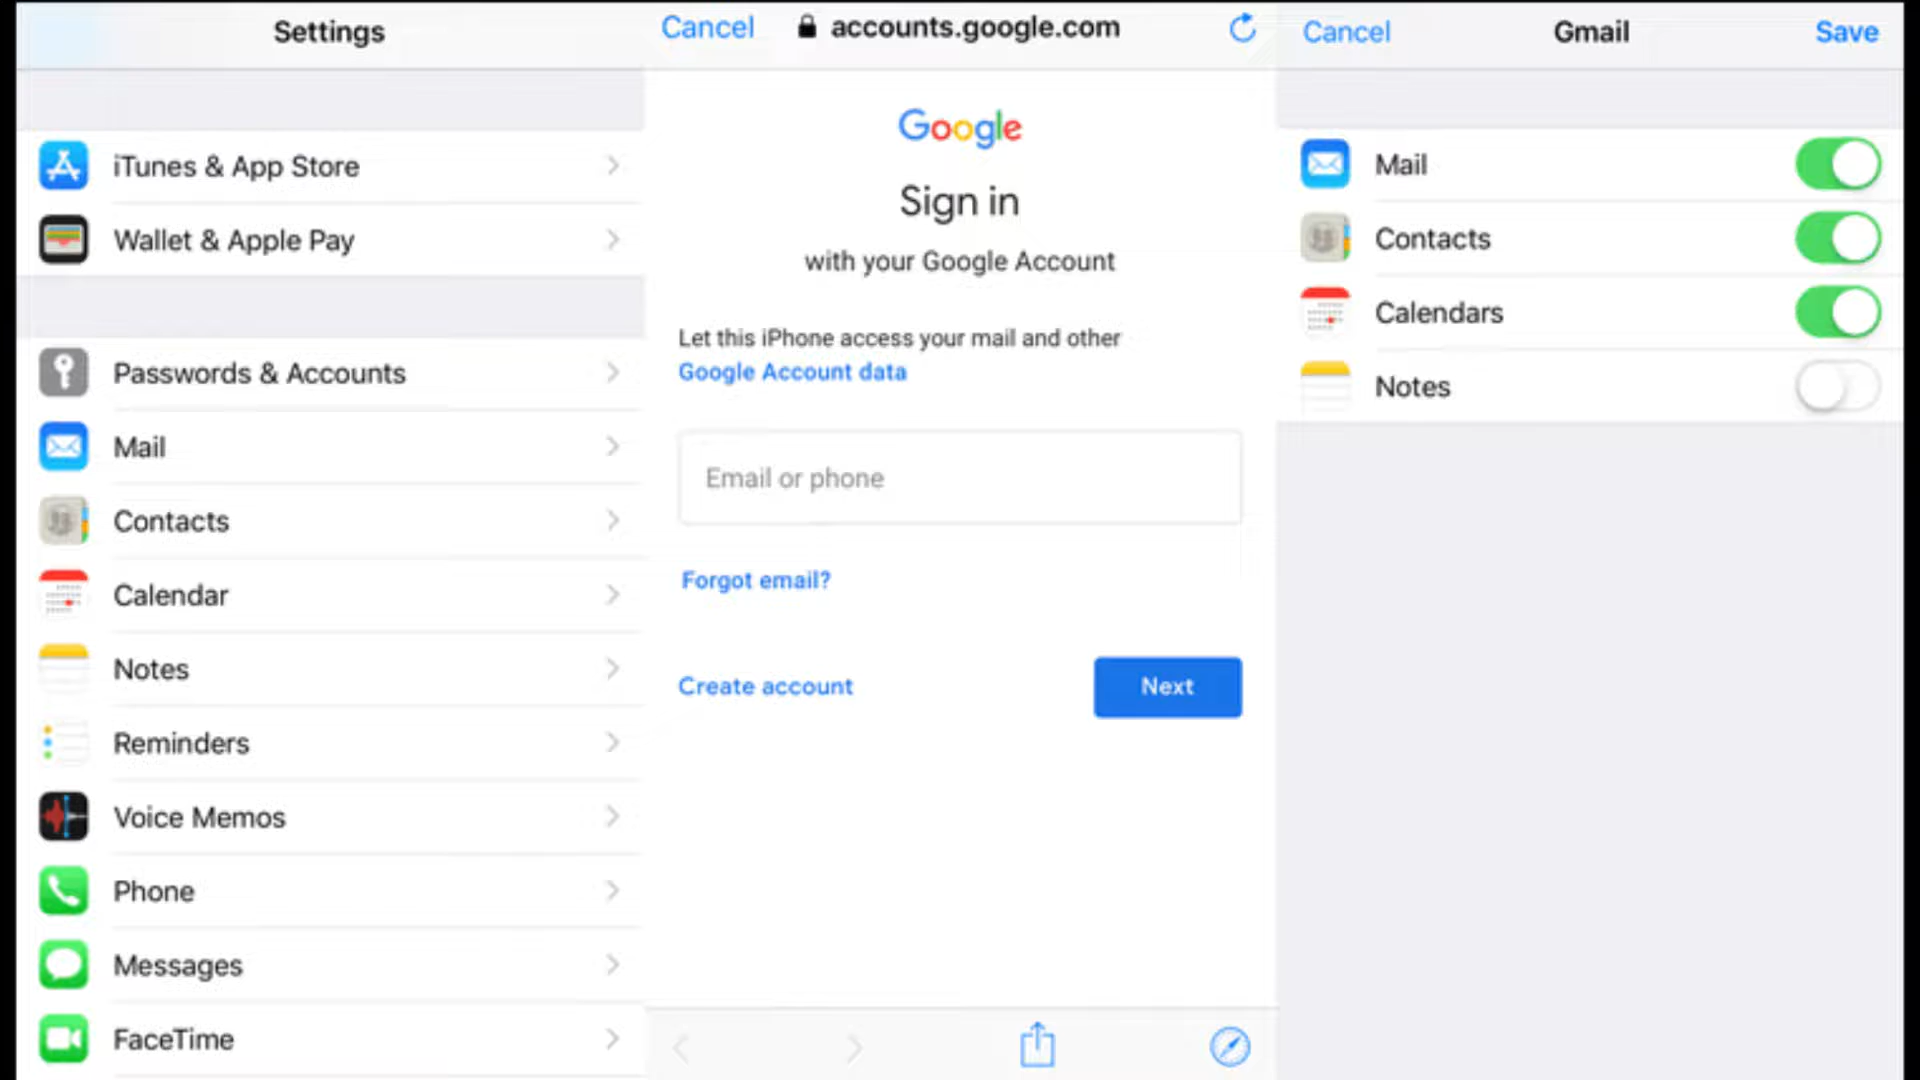 Settings
iTunes & App Store
Wallet & Apple Pay
Passwords & Accounts
Mail
Contacts
Calendar
Notes
Reminders
Voice Memos
Phone
Messages
FaceTime
Cancel
accounts.google.com
Google
Sign in
with your Google Account
Let this iPhone access your mail and other
Google Account data
Email or phone
Forgot email?
Create account
Next
Cancel
Gmail
Save
Mail
Contacts
Calendars
Notes